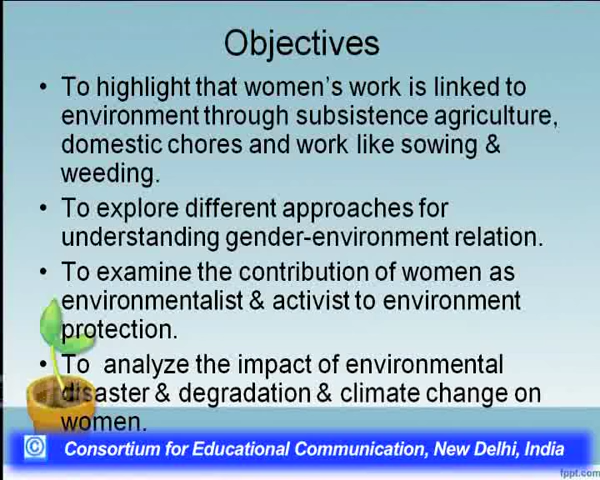 Objectives
• To highlight that women's work is linked to
environment through subsistence agriculture,
domestic chores and work like sowing &
weeding.
• To explore different approaches for
understanding gender-environment relation.
• To examine the contribution of women as
environmentalist & activist to environment
protection.
• To analyze the impact of environmental
disaster & degradation & climate change on
women.
© Consortium for Educational Communication, New Delhi, India
fppt.com